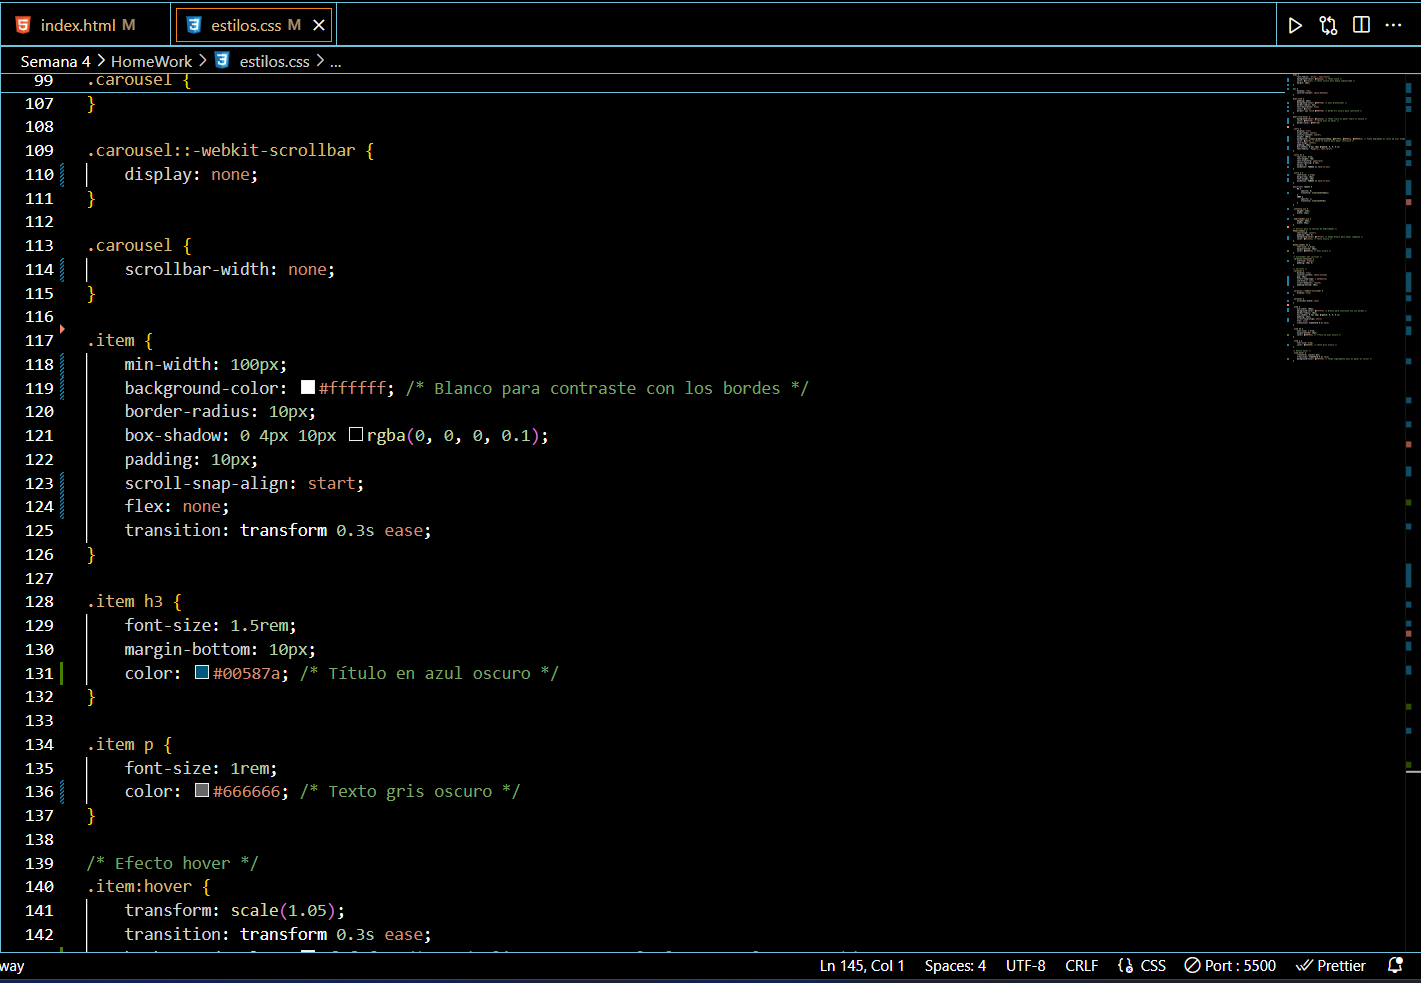 index.html M
estilos.css M
Semana 4 > HomeWork > estilos.css > ...
99 .carousel {
107 }
108
109 .carousel::-webkit-scrollbar {
110 display: none;
111 }
112
113 .carousel {
114 scrollbar-width: none;
115 }
116
117 .item {
118 min-width: 100px;
119 background-color: #ffffff; /* Blanco para contraste con los bordes */
120 border-radius: 10px;
121 box-shadow: 0 4px 10px rgba(0, 0, 0, 0.1);
122 padding: 10px;
123 scroll-snap-align: start;
124 flex: none;
125 transition: transform 0.3s ease;
126 }
127
128 .item h3 {
129 font-size: 1.5rem;
130 margin-bottom: 10px;
131 color: #00587a; /* Título en azul oscuro */
132 }
133
134 .item p {
135 font-size: 1rem;
136 color: #666666; /* Texto gris oscuro */
137 }
138
139 /* Efecto hover */
140 .item:hover {
141 transform: scale(1.05);
142 transition: transform 0.3s ease;
way Ln 145, Col 1 Spaces: 4 UTF-8 CRLF CSS Port : 5500 Prettier